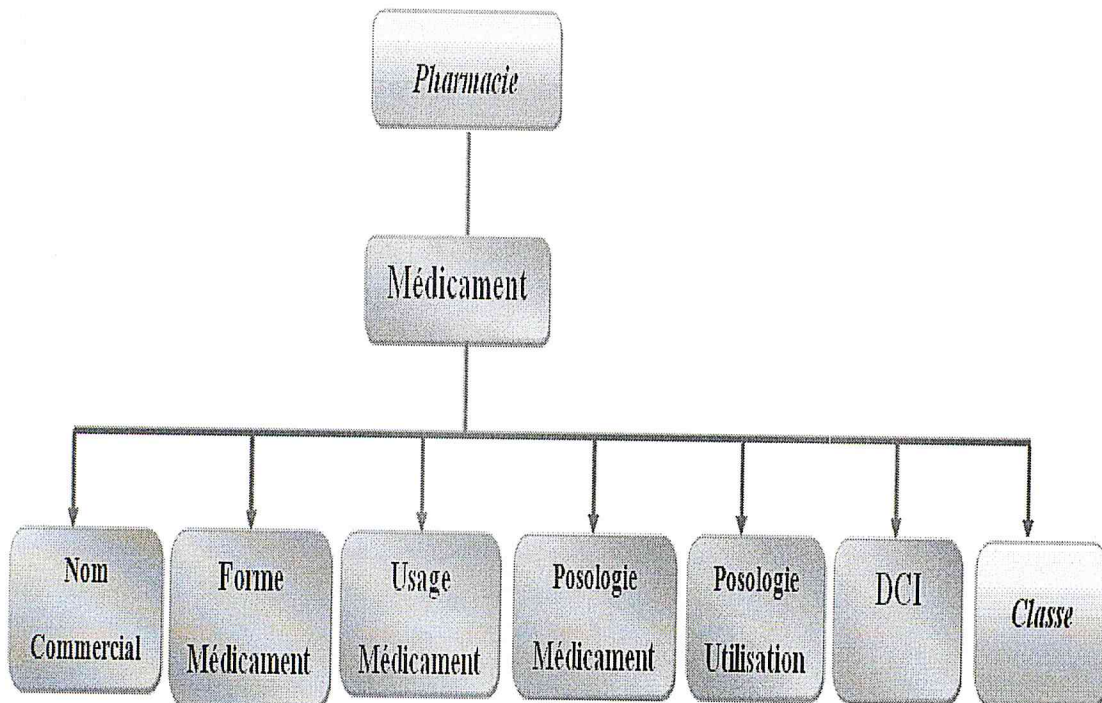 Pharmacie
Médicament
Nom
Commercial
Forme
Médicament
Usage
Médicament
Posologie
Médicament
Posologie
Utilisation
DCI
Classe